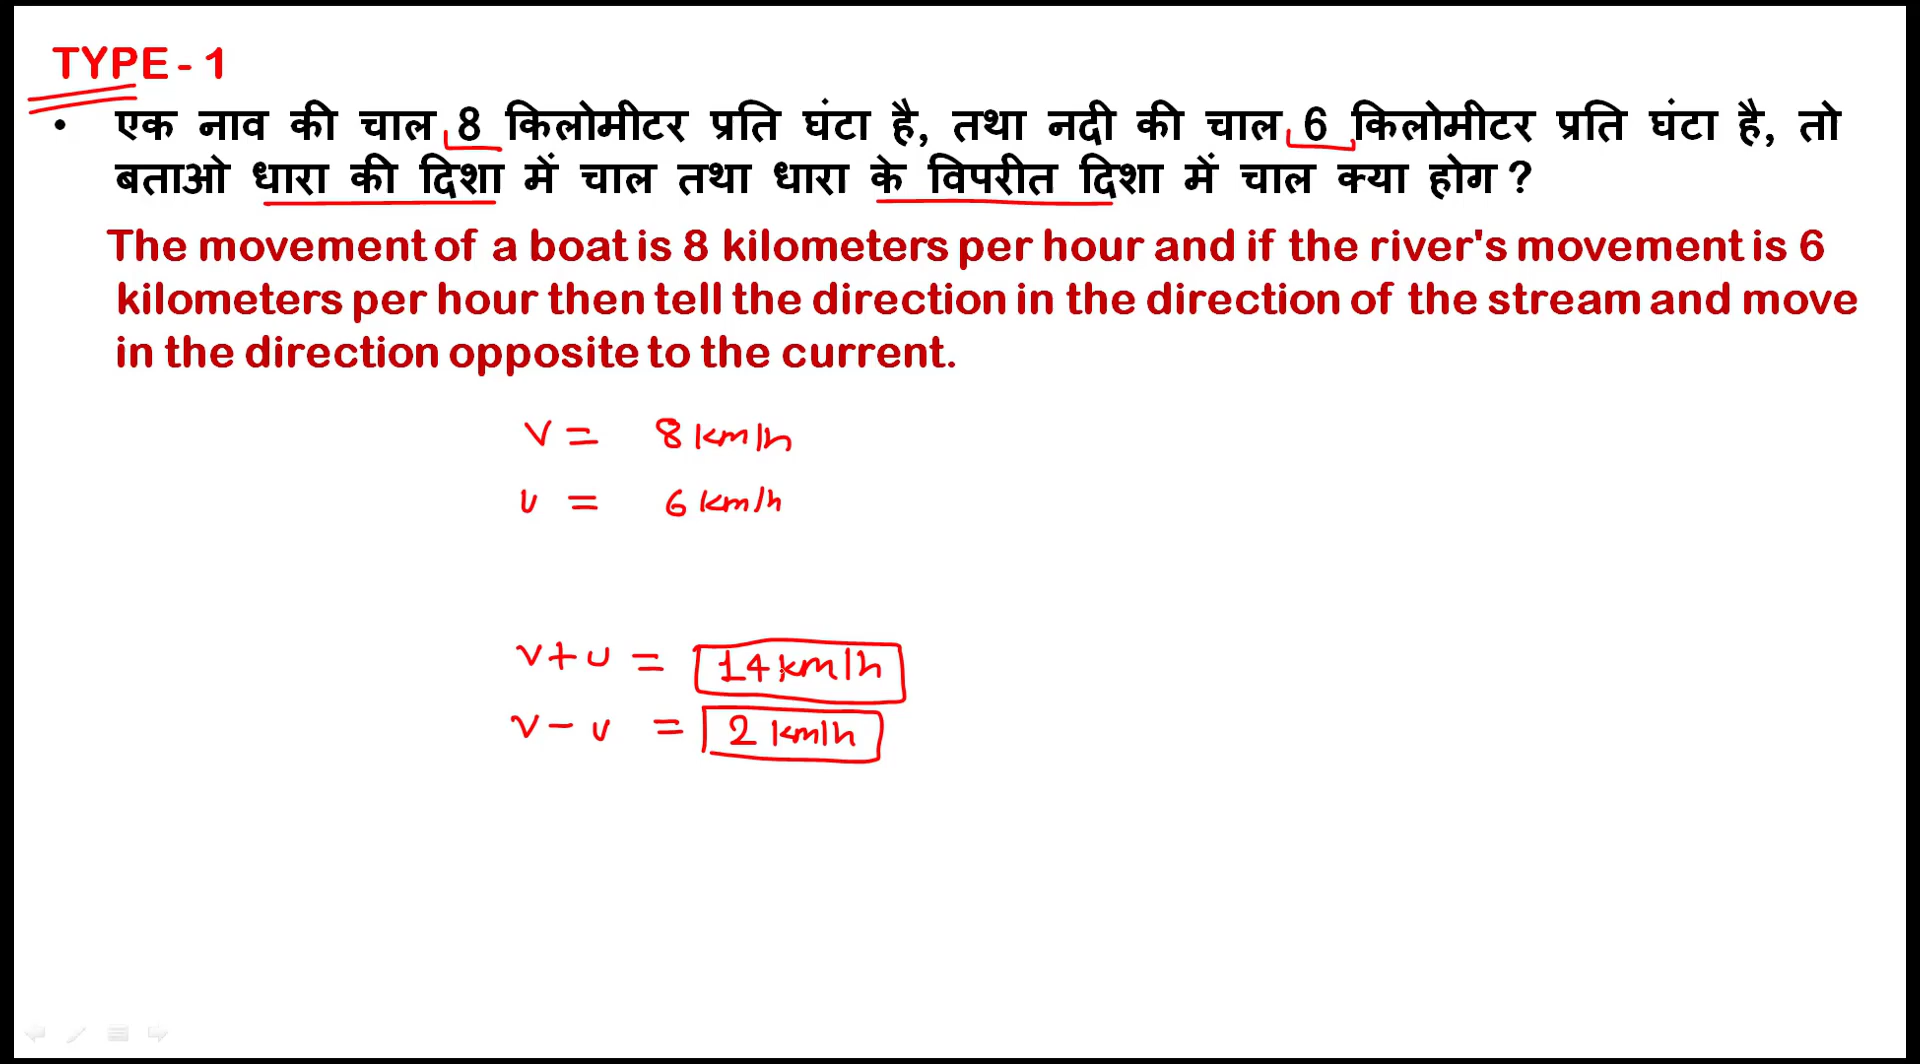 TYPE - 1
• एक नाव की चाल 8 किलोमीटर प्रति घंटा है, तथा नदी की चाल 6 किलोमीटर प्रति घंटा है, तो
बताओ धारा की दिशा में चाल तथा धारा के विपरीत दिशा में चाल क्या होग ?
The movement of a boat is 8 kilometers per hour and if the river's movement is 6
kilometers per hour then tell the direction in the direction of the stream and move
in the direction opposite to the current.
v = 8 km/h
u = 6 km/h
v+u = 14 km/h
v - u = 2 km/h